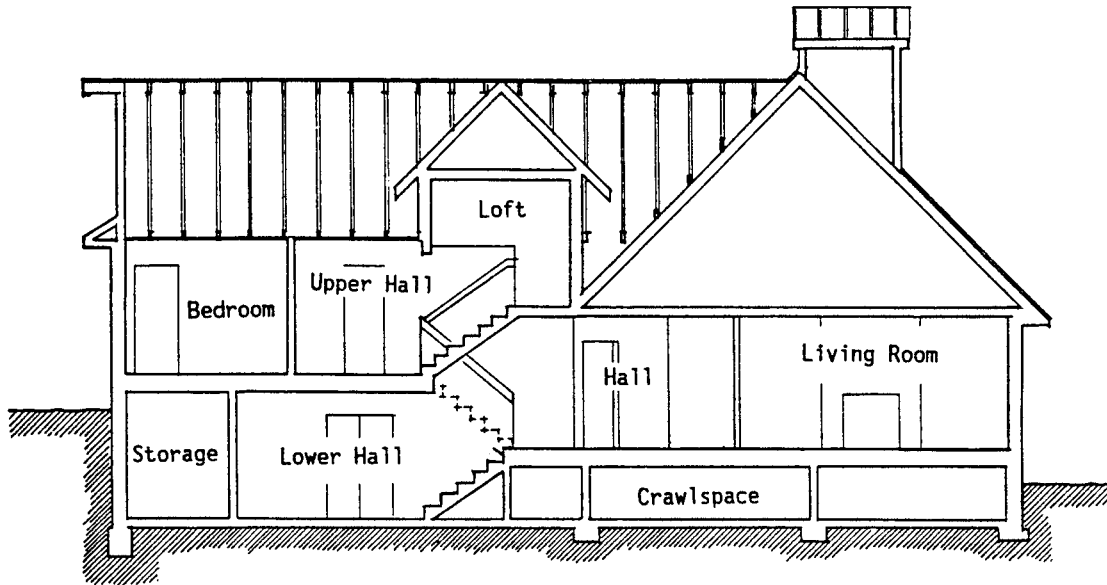 Loft
Upper Hall
Bedroom
Living Room
Hall
Storage
Lower Hall
Crawlspace